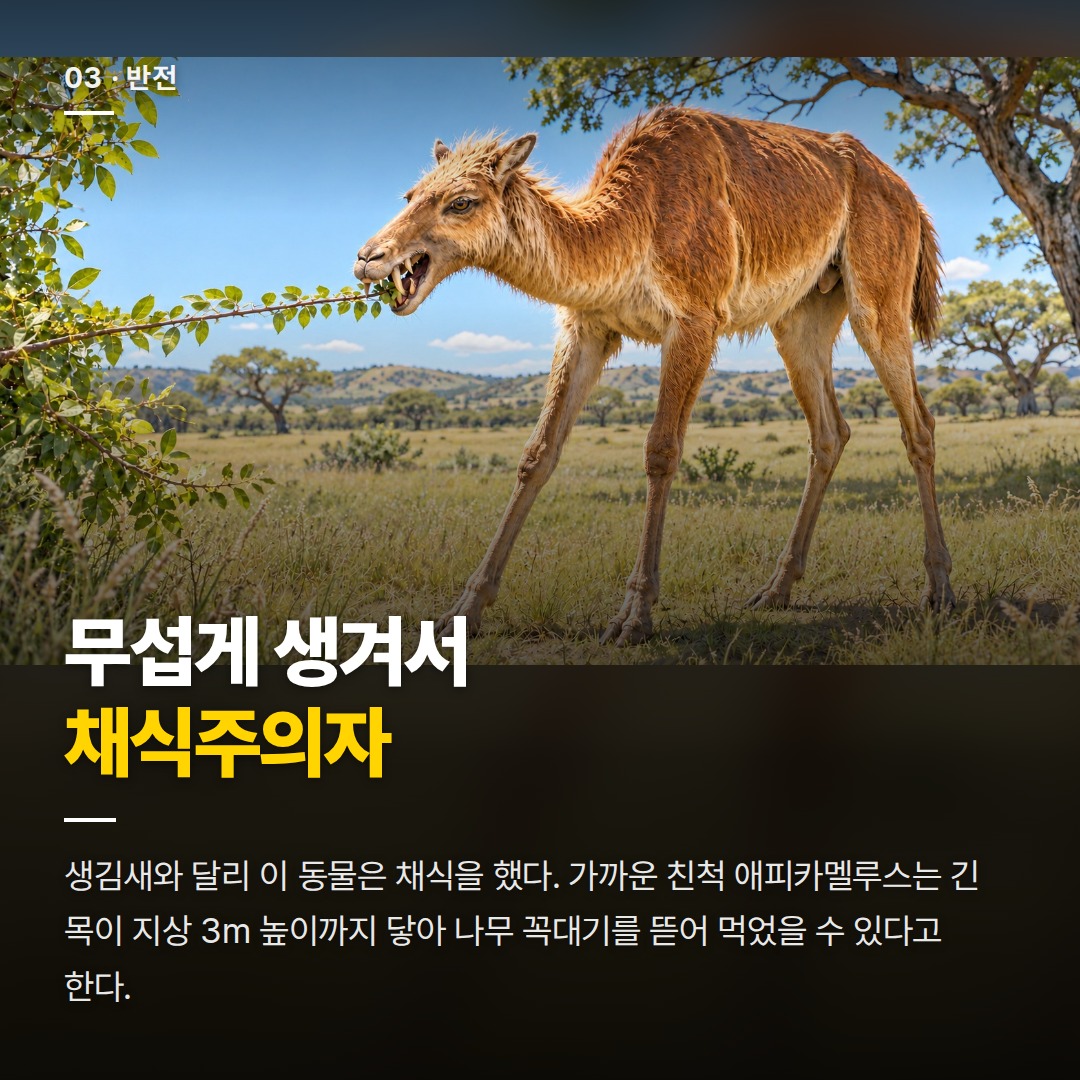 03 · 반전
무섭게 생겨서
채식주의자
생김새와 달리 이 동물은 채식을 했다. 가까운 친척 애피카멜루스는 긴
목이 지상 3m 높이까지 닿아 나무 꼭대기를 뜯어 먹었을 수 있다고
한다.